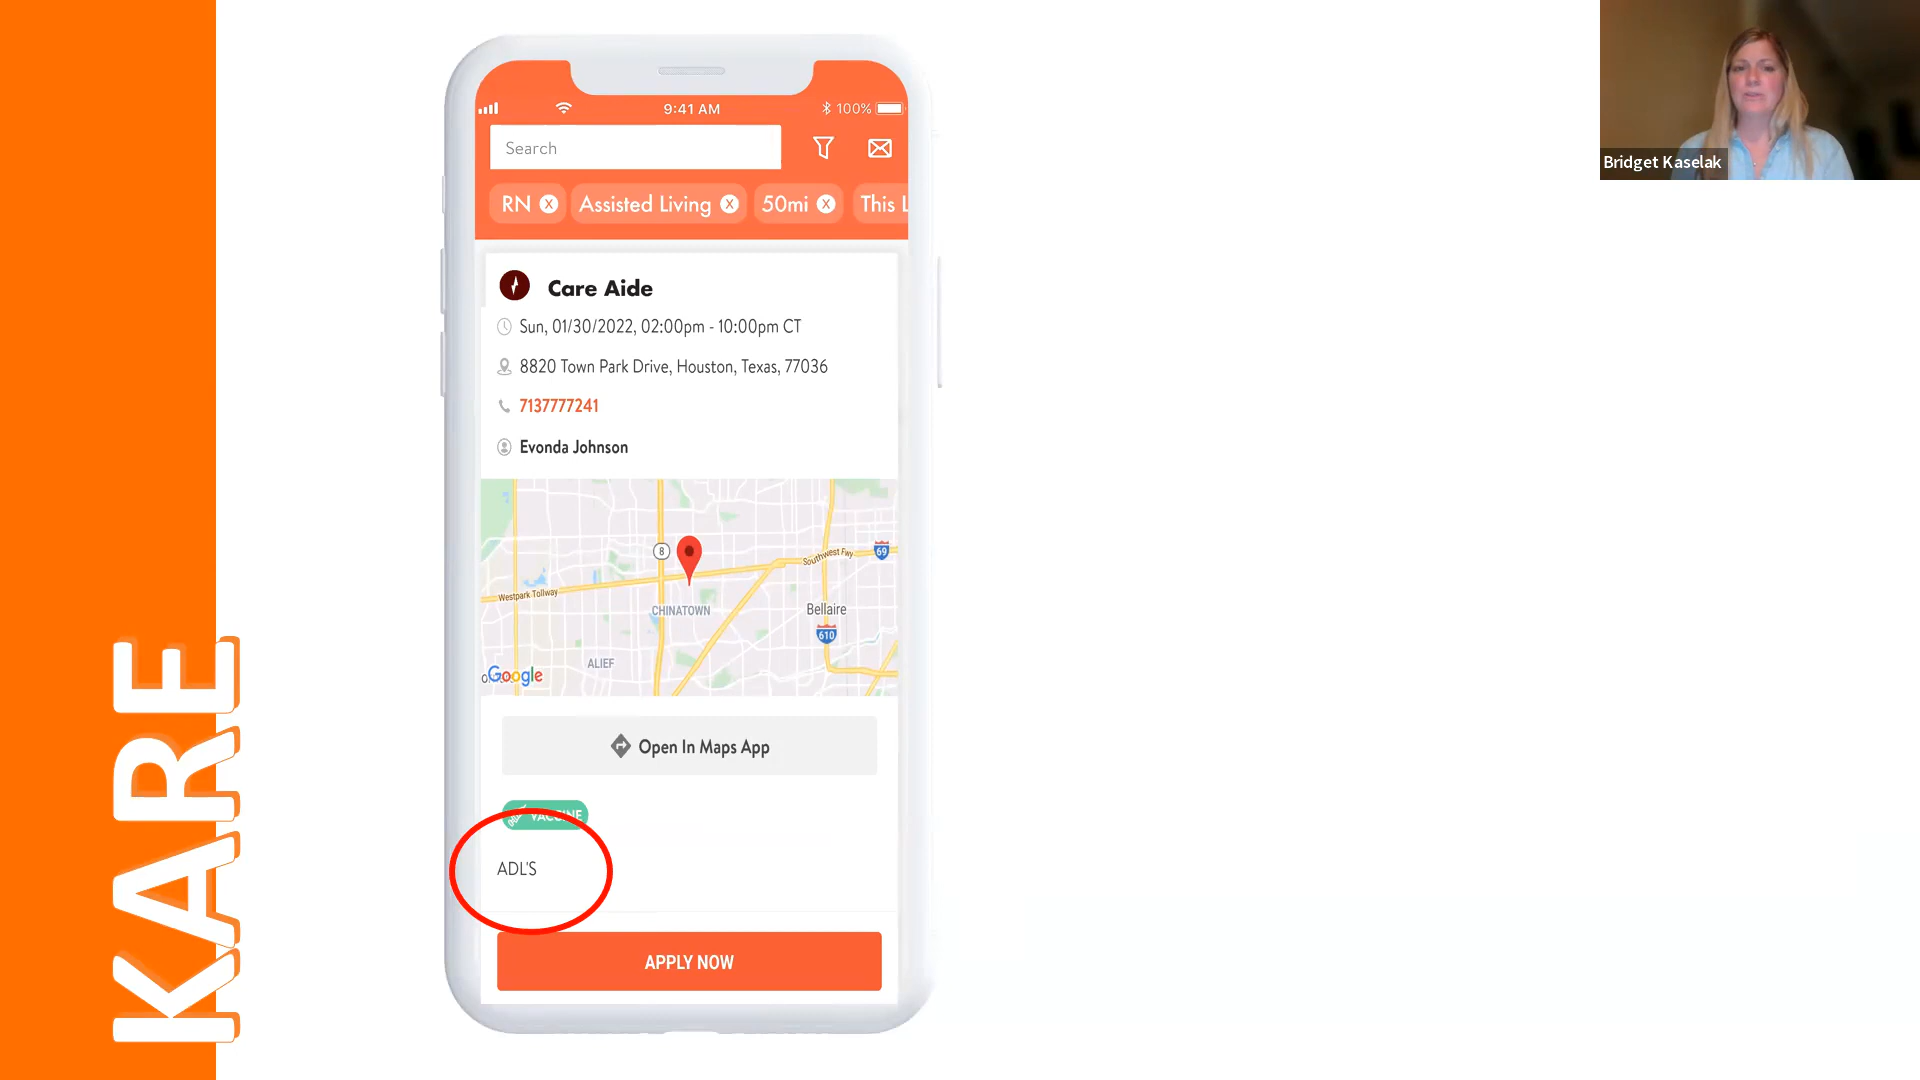 KARE
9:41 AM
100%
Search
RN
Assisted Living
50mi
This L
Care Aide
Sun, 01/30/2022, 02:00pm - 10:00pm CT
8820 Town Park Drive, Houston, Texas, 77036
7137777241
Evonda Johnson
8
Southwest Fwy
69
Westpark Tollway
CHINATOWN
Bellaire
610
ALIEF
Google
Open In Maps App
VACCINE
ADL'S
APPLY NOW
Bridget Kaselak